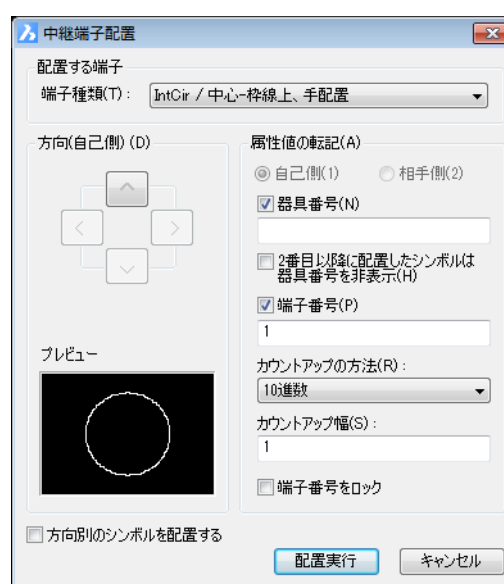 中継端子配置
配置する端子
端子種類(T)：
IntCir / 中心-枠線上、手配置
方向(自己側) (D)
属性値の転記(A)
自己側(1)
相手側(2)
器具番号(N)
2番目以降に配置したシンボルは
器具番号を非表示(H)
端子番号(P)
1
プレビュー
カウントアップの方法(R)：
10進数
カウントアップ幅(S)：
1
端子番号をロック
方向別のシンボルを配置する
配置実行
キャンセル